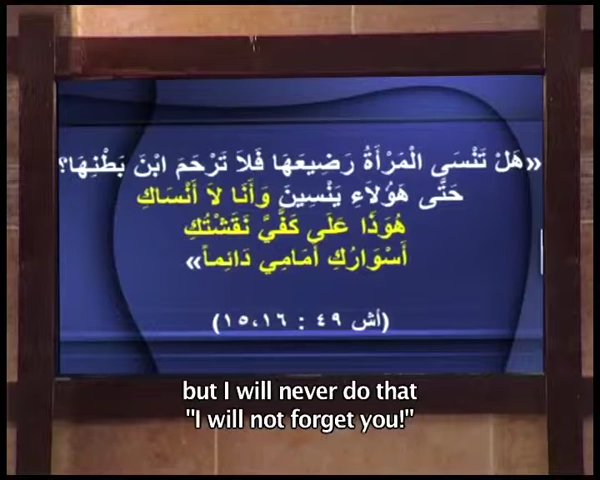 «هَلْ تَنْسَى الْمَرْأَةُ رَضِيعَهَا فَلاَ تَرْحَمَ ابْنَ بَطْنِهَا؟
حَتَّى هَؤُلاَءِ يَنْسِينَ وَأَنَا لاَ أَنْسَاكِ
هُوَذَا عَلَى كَفَّيَّ نَقَشْتُكِ
أَسْوَارُكِ أَمَامِي دَائِماً»
(أش ٤٩ : ١٥،١٦)
but I will never do that
"I will not forget you!"